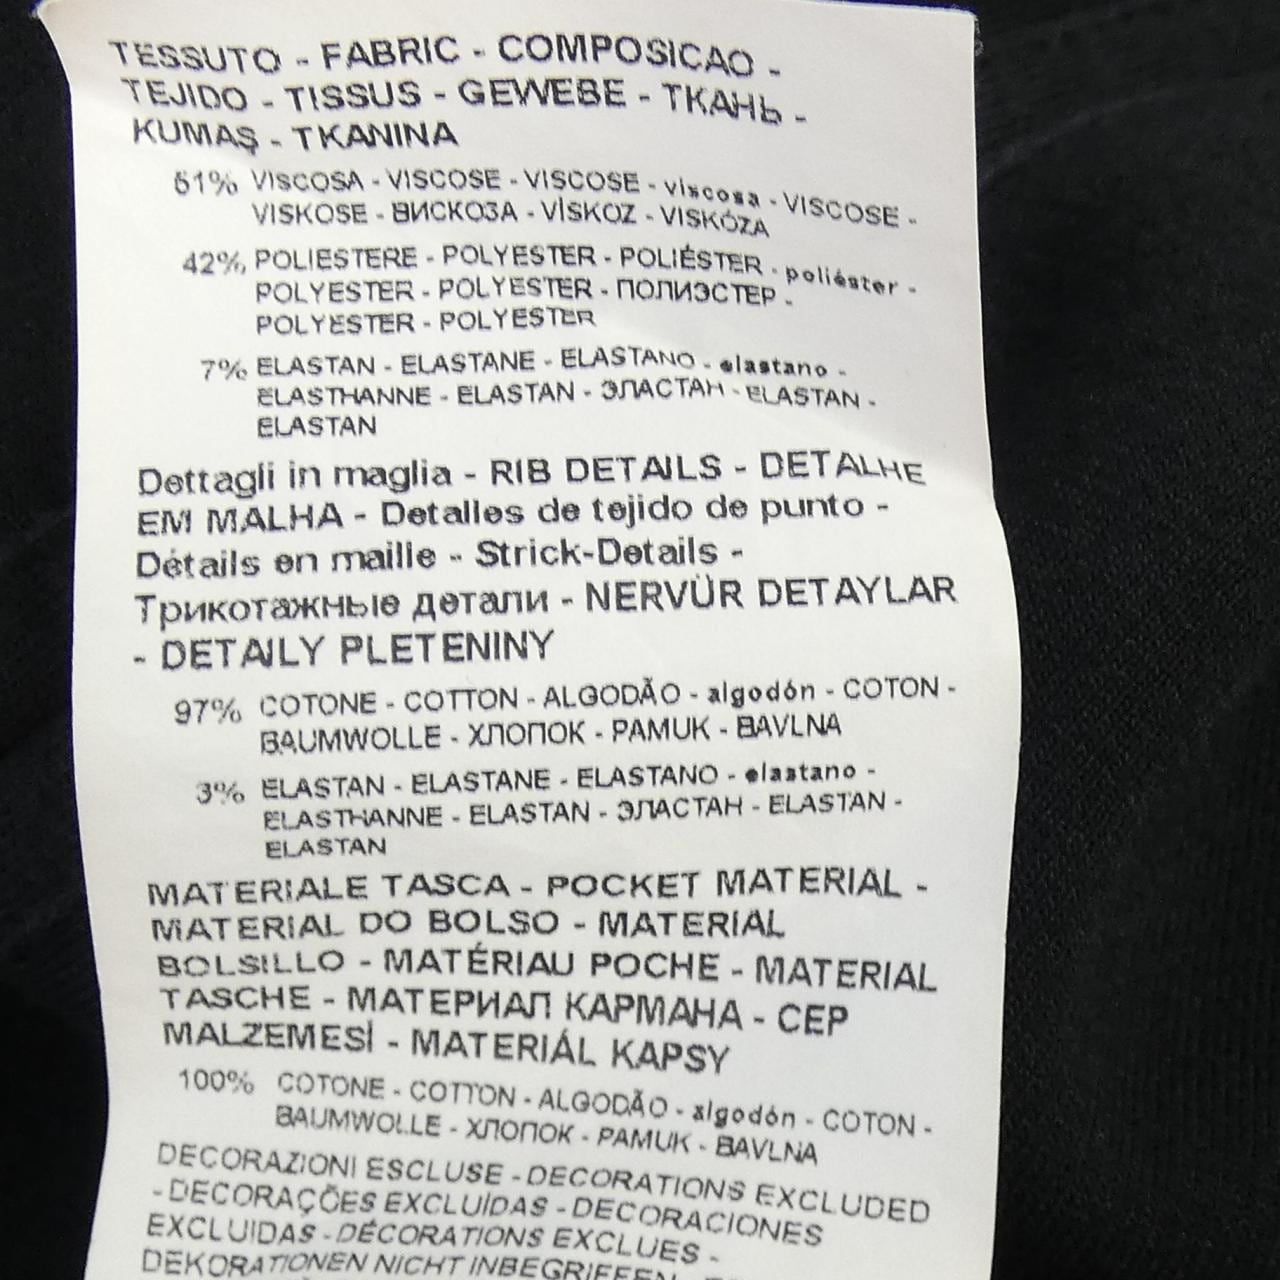 TESSUTO - FABRIC - COMPOSICAO -
TEJIDO - TISSUS - GEWEBE - ТКАНЬ -
KUMAŞ - TKANINA
51% VISCOSA - VISCOSE - VISCOSE - viscosa - VISCOSE -
VISKOSE - ВИСКОЗА - VİSKOZ - VISKÓZA
42% POLIESTERE - POLYESTER - POLIÉSTER - poliéster -
POLYESTER - POLYESTER - ПОЛИЭСТЕР -
POLYESTER - POLYESTER
7% ELASTAN - ELASTANE - ELASTANO - elastano -
ELASTHANNE - ELASTAN - ЭЛАСТАН - ELASTAN -
ELASTAN
Dettagli in maglia - RIB DETAILS - DETALHE
EM MALHA - Detalles de tejido de punto -
Détails en maille - Strick-Details -
Трикотажные детали - NERVÜR DETAYLAR
- DETAILY PLETENINY
97% COTONE - COTTON - ALGODÃO - algodón - COTON -
BAUMWOLLE - ХЛОПОК - PAMUK - BAVLNA
3% ELASTAN - ELASTANE - ELASTANO - elastano -
ELASTHANNE - ELASTAN - ЭЛАСТАН - ELASTAN -
ELASTAN
MATERIALE TASCA - POCKET MATERIAL -
MATERIAL DO BOLSO - MATERIAL
BOLSILLO - MATÉRIAU POCHE - MATERIAL
TASCHE - МАТЕРИАЛ КАРМАНА - CEP
MALZEMESİ - MATERIÁL KAPSY
100% COTONE - COTTON - ALGODÃO - algodón - COTON -
BAUMWOLLE - ХЛОПОК - PAMUK - BAVLNA
DECORAZIONI ESCLUSE - DECORATIONS EXCLUDED
- DECORAÇÕES EXCLUÍDAS - DECORACIONES
EXCLUIDAS - DÉCORATIONS EXCLUES -
DEKORATIONEN NICHT INBEGRIFFEN -